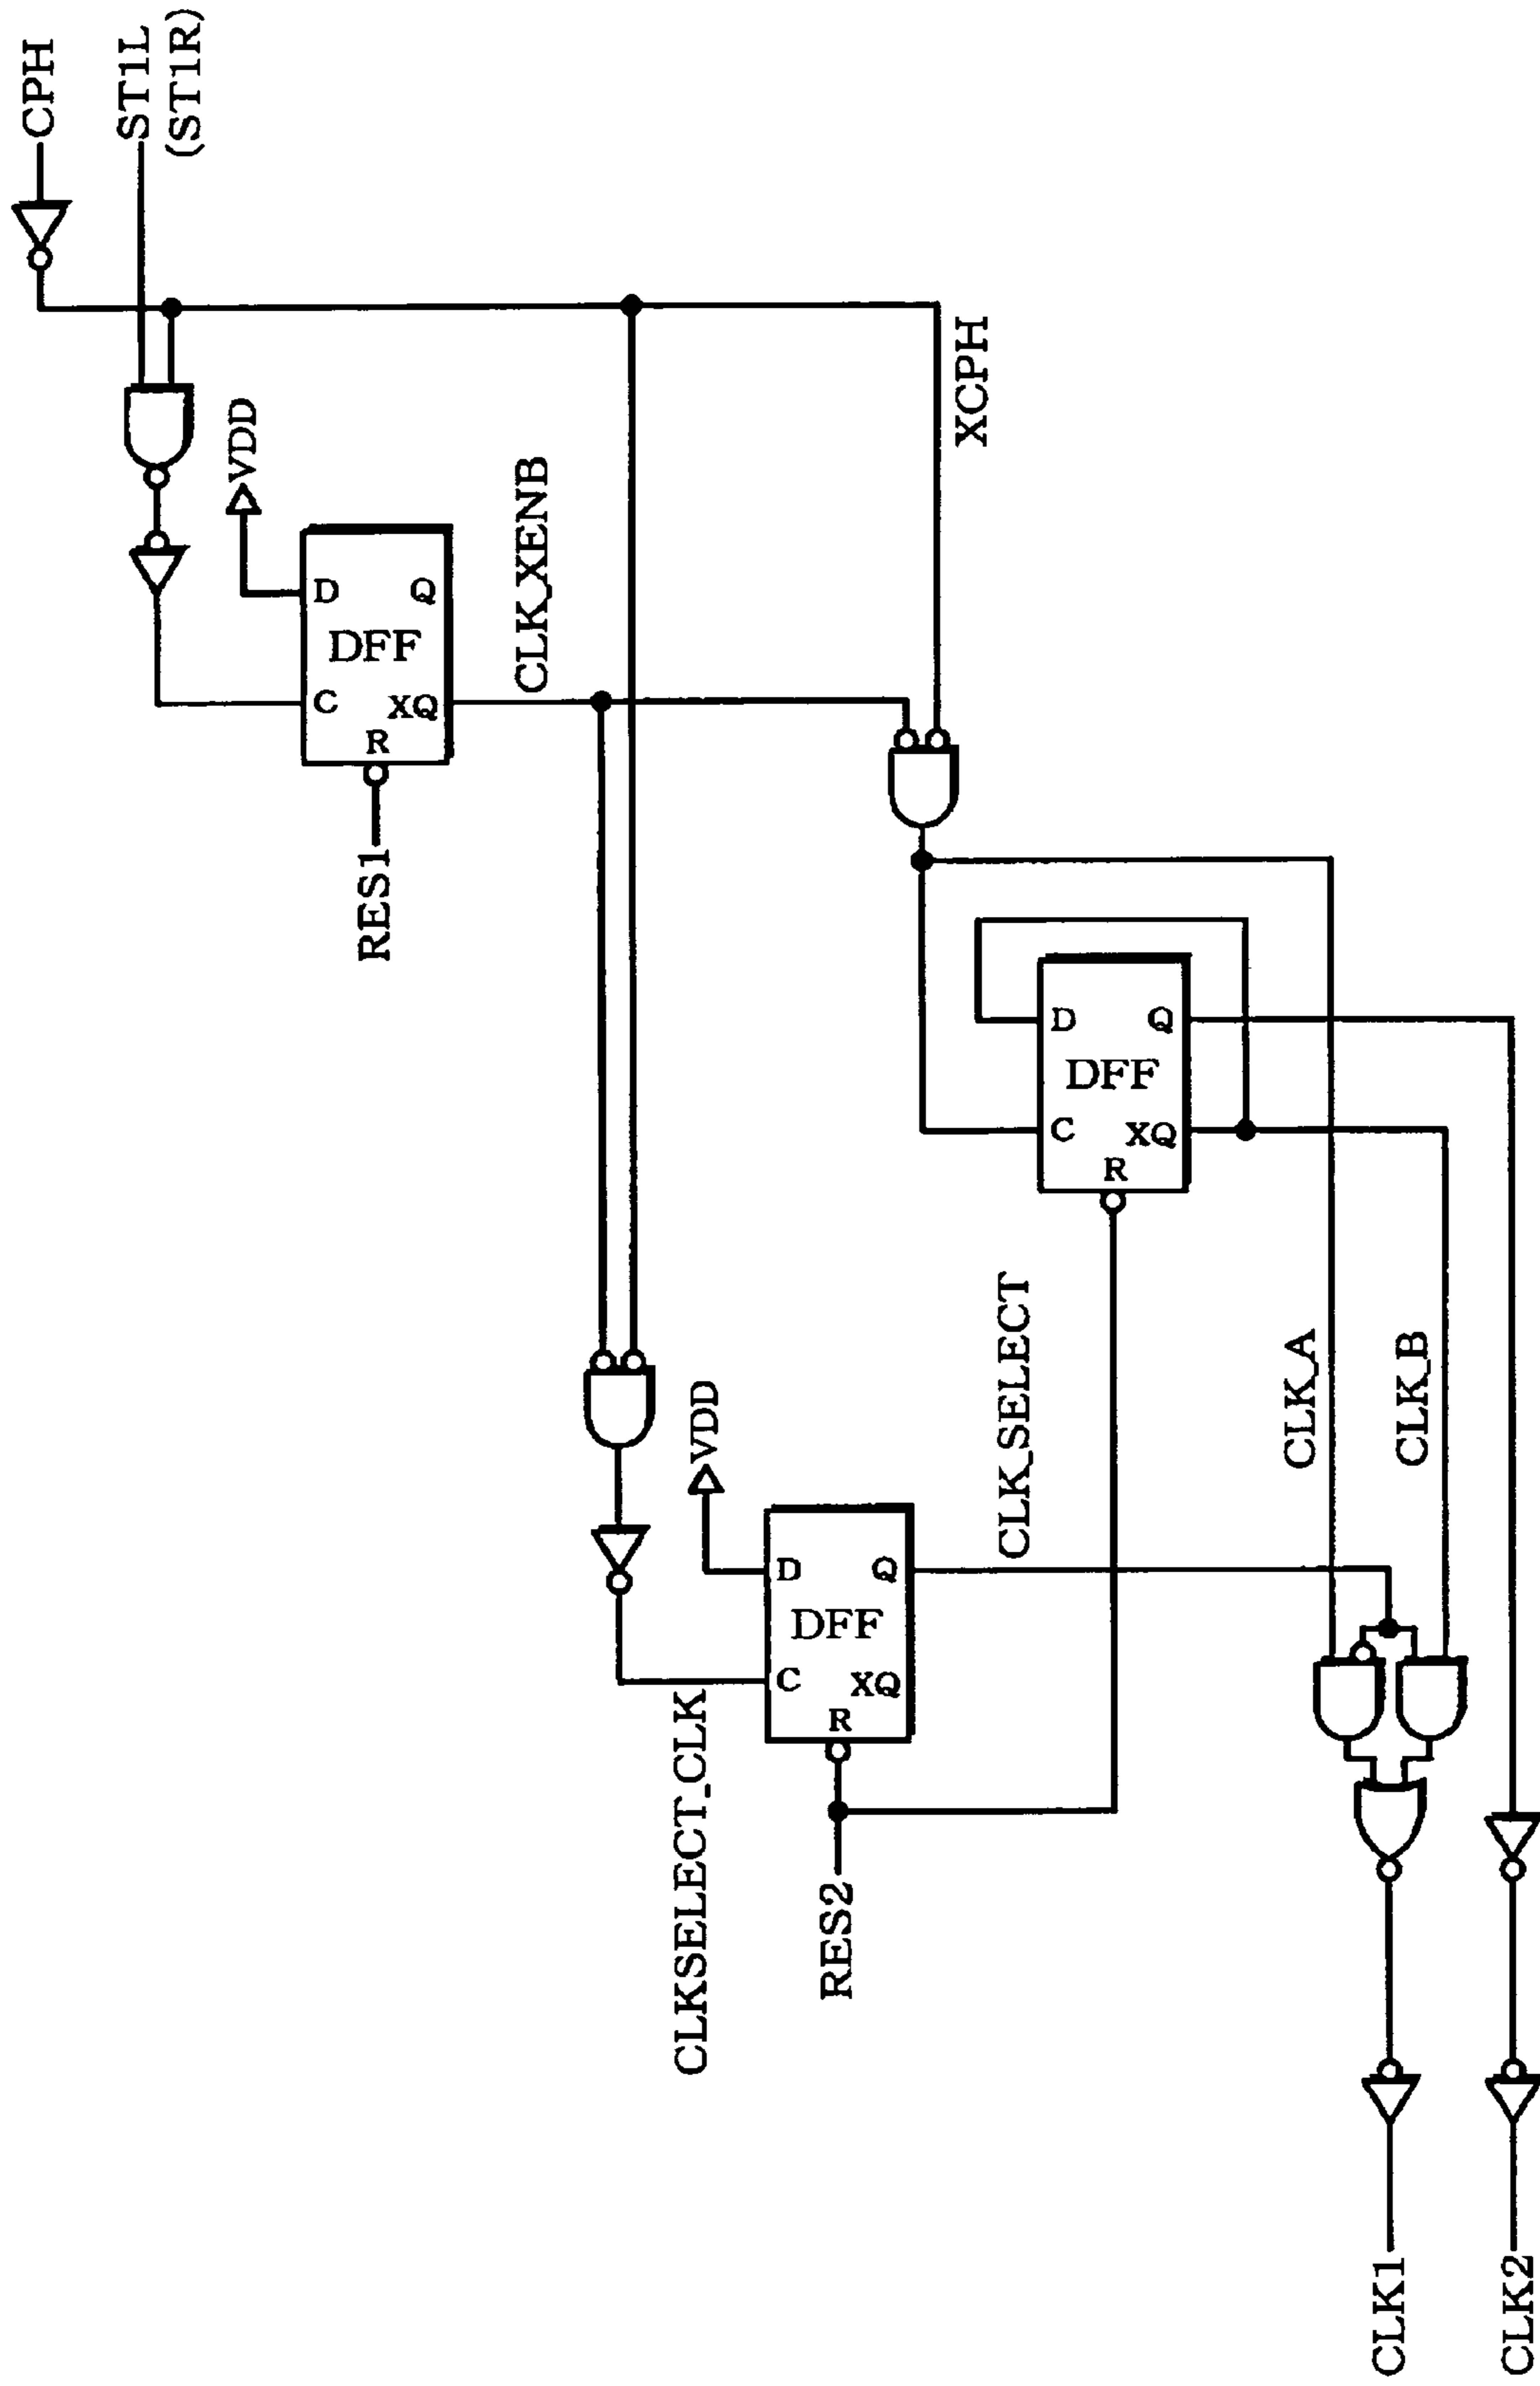 CPH
ST1L
(ST1R)
VDD
D
Q
DFF
C
XQ
R
RES1
CLK_XENB
XCPH
D
Q
DFF
C
XQ
R
VDD
D
Q
DFF
C
XQ
R
RES2
CLKSELECT_CLK
CLK_SELECT
CLK_A
CLK_B
CLK1
CLK2